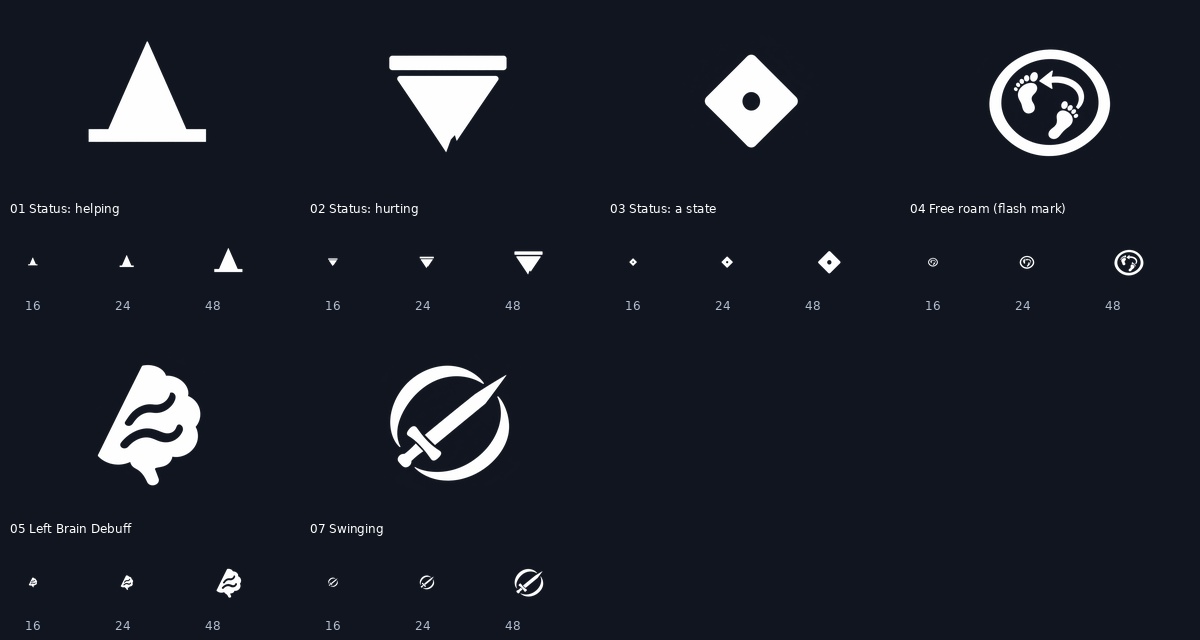 01 Status: helping
02 Status: hurting
03 Status: a state
04 Free roam (flash mark)
16 24 48
16 24 48
16 24 48
16 24 48
05 Left Brain Debuff
07 Swinging
16 24 48
16 24 48